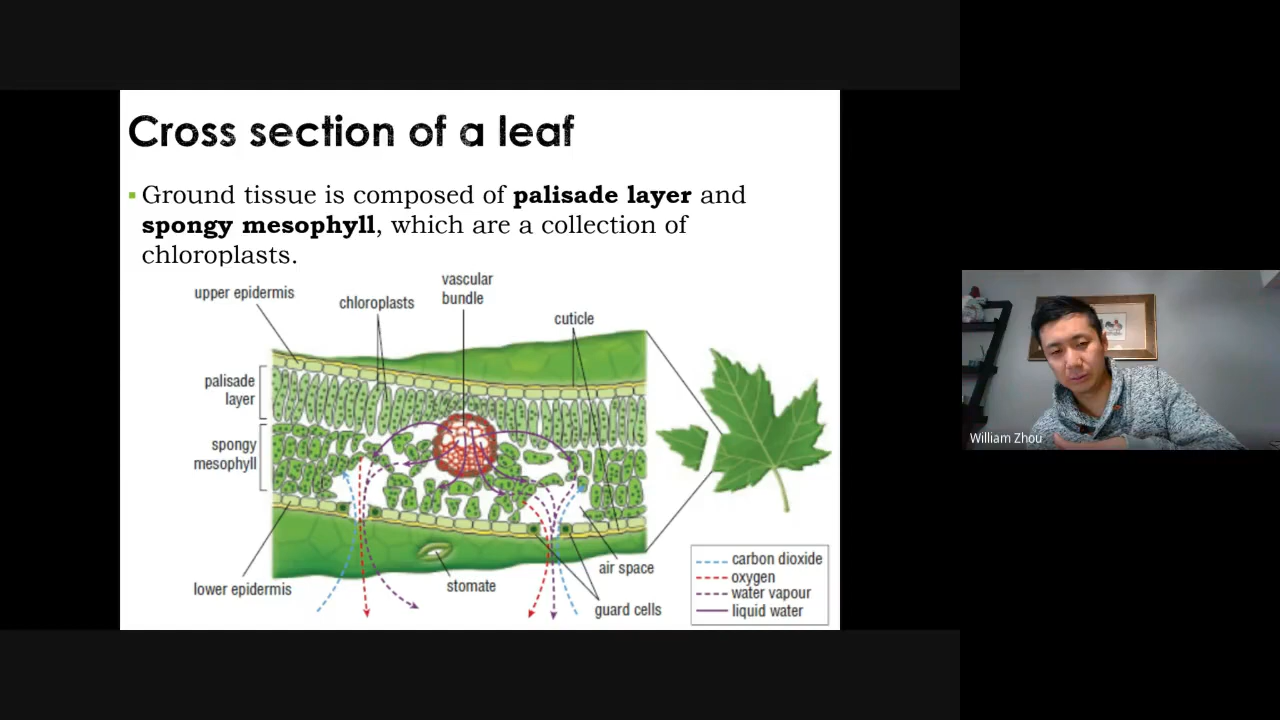 Cross section of a leaf
Ground tissue is composed of palisade layer and
spongy mesophyll, which are a collection of
chloroplasts.
upper epidermis
chloroplasts
vascular
bundle
cuticle
palisade
layer
spongy
mesophyll
lower epidermis
stomate
air space
guard cells
carbon dioxide
oxygen
water vapour
liquid water
William Zhou